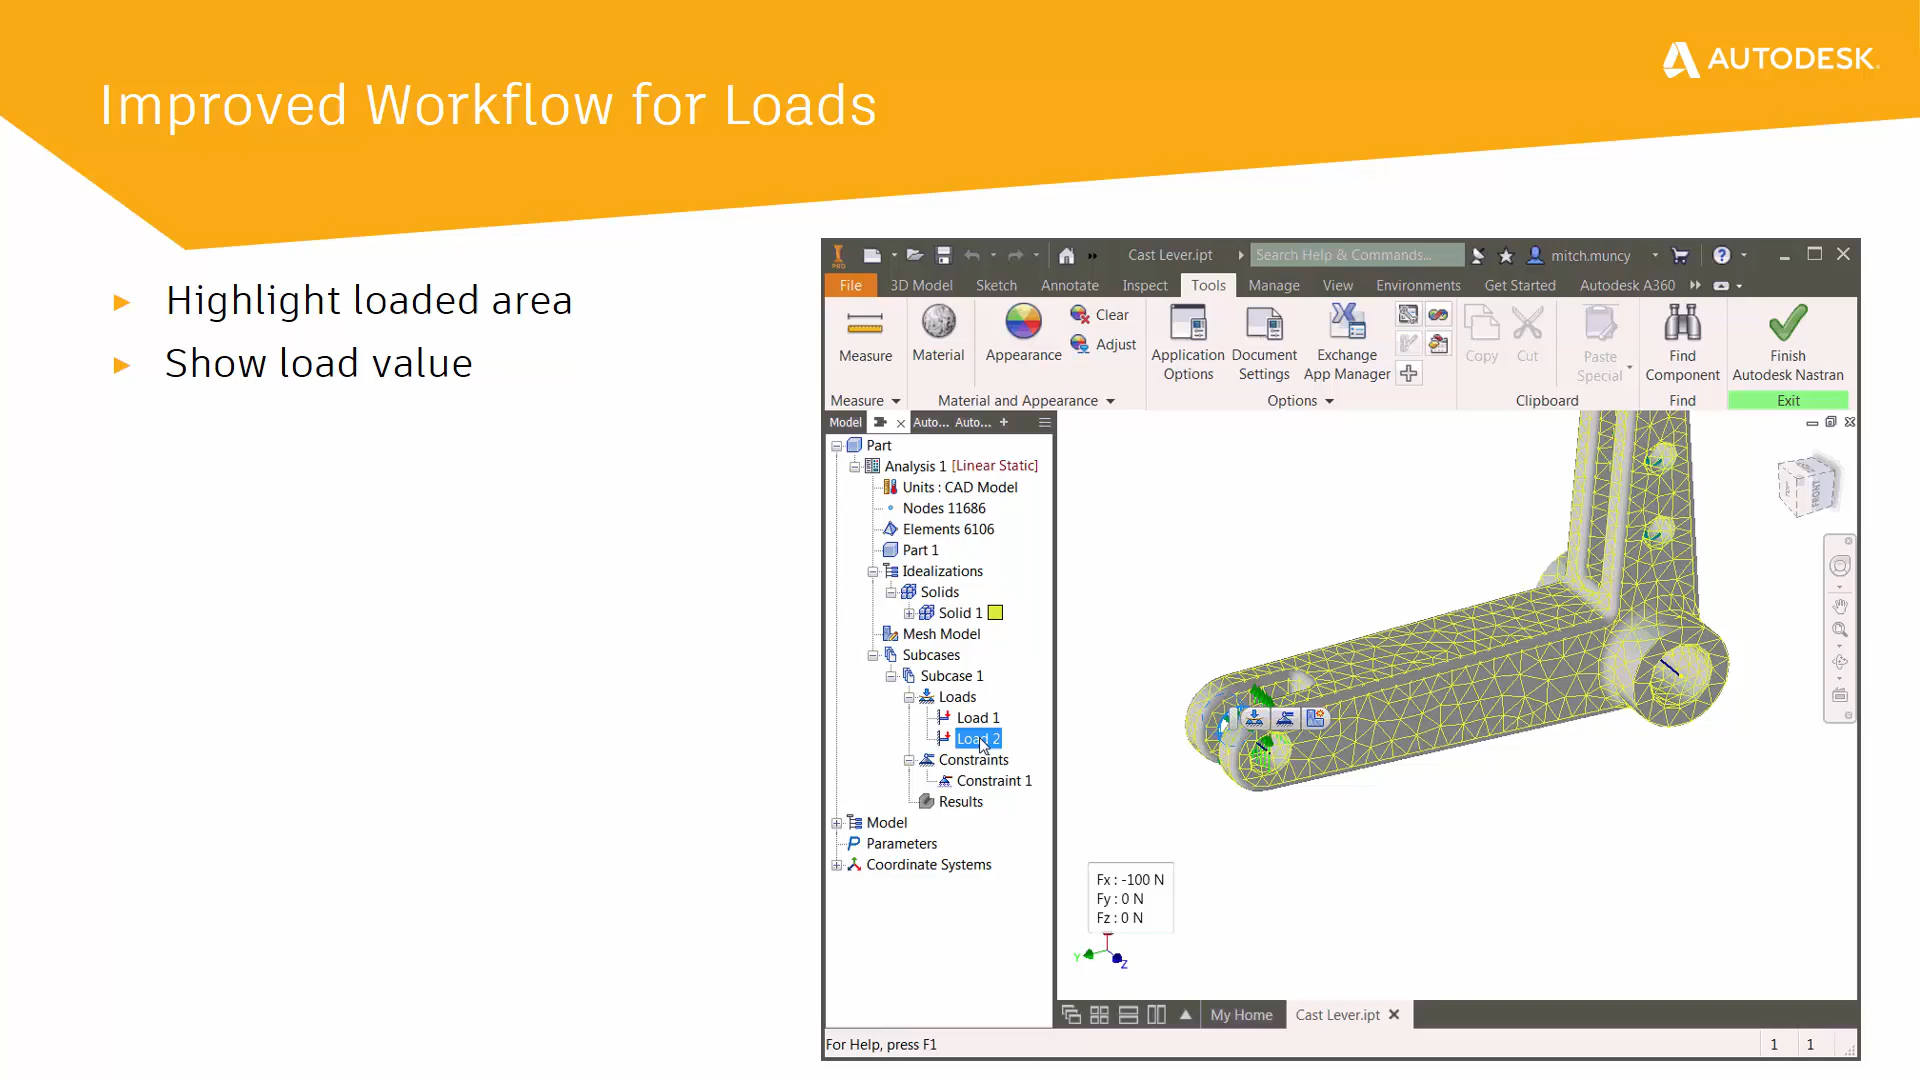 AUTODESK.
Improved Workflow for Loads
Highlight loaded area
Show load value
PRO
Cast Lever.ipt
Search Help & Commands...
mitch.muncy
File 3D Model Sketch Annotate Inspect Tools Manage View Environments Get Started Autodesk A360
Measure
Material
Appearance
Clear
Adjust
Application Options
Document Settings
Exchange App Manager
Copy
Cut
Paste Special
Find Component
Finish Autodesk Nastran
Measure
Material and Appearance
Options
Clipboard
Find
Exit
Model Auto... Auto... +
Part
Analysis 1 [Linear Static]
Units : CAD Model
Nodes 11686
Elements 6106
Part 1
Idealizations
Solids
Solid 1
Mesh Model
Subcases
Subcase 1
Loads
Load 1
Load 2
Constraints
Constraint 1
Results
Model
Parameters
Coordinate Systems
FRONT
Fx : -100 N
Fy : 0 N
Fz : 0 N
Y
Z
My Home
Cast Lever.ipt
For Help, press F1
1 1